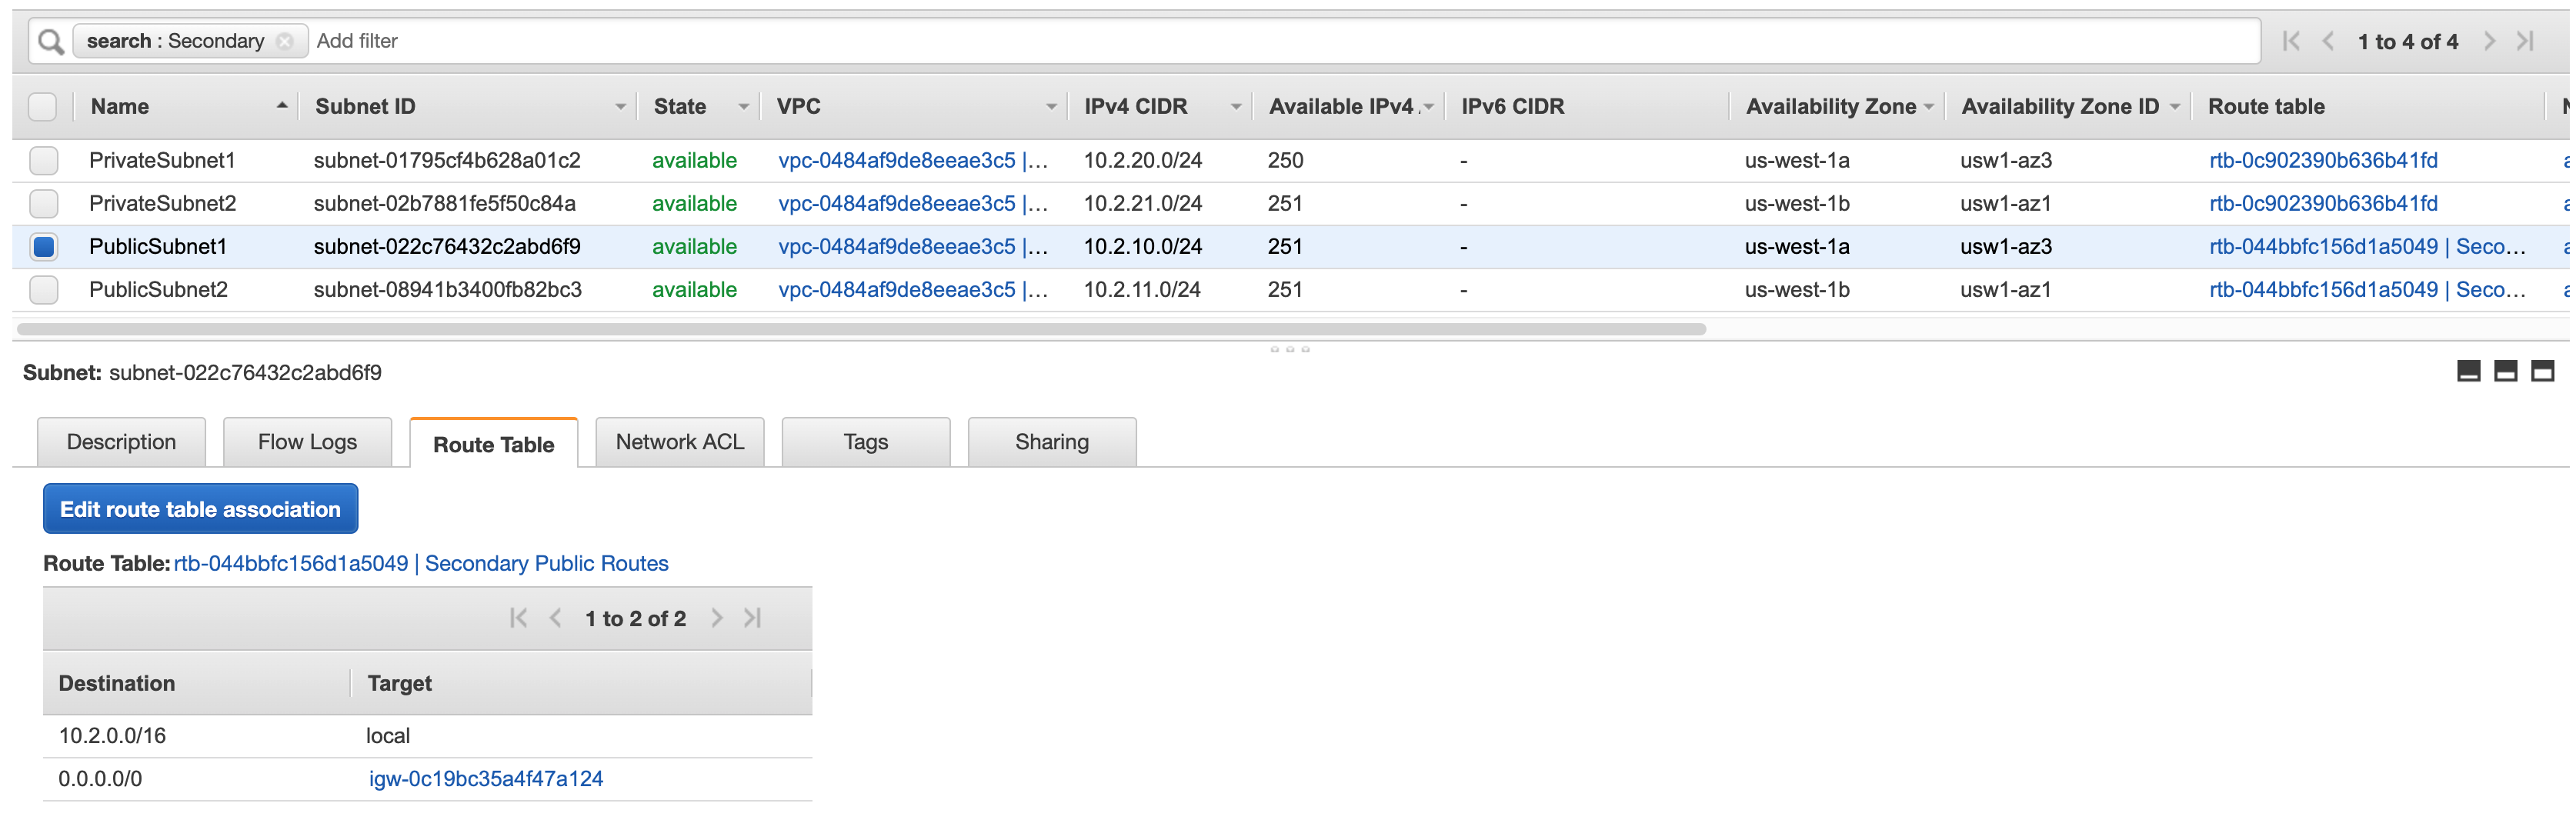 search : Secondary Add filter 1 to 4 of 4
Name Subnet ID State VPC IPv4 CIDR Available IPv4 IPv6 CIDR Availability Zone Availability Zone ID Route table
PrivateSubnet1 subnet-01795cf4b628a01c2 available vpc-0484af9de8eeae3c5 |... 10.2.20.0/24 250 - us-west-1a usw1-az3 rtb-0c902390b636b41fd
PrivateSubnet2 subnet-02b7881fe5f50c84a available vpc-0484af9de8eeae3c5 |... 10.2.21.0/24 251 - us-west-1b usw1-az1 rtb-0c902390b636b41fd
PublicSubnet1 subnet-022c76432c2abd6f9 available vpc-0484af9de8eeae3c5 |... 10.2.10.0/24 251 - us-west-1a usw1-az3 rtb-044bbfc156d1a5049 | Seco...
PublicSubnet2 subnet-08941b3400fb82bc3 available vpc-0484af9de8eeae3c5 |... 10.2.11.0/24 251 - us-west-1b usw1-az1 rtb-044bbfc156d1a5049 | Seco...
Subnet: subnet-022c76432c2abd6f9
Description Flow Logs Route Table Network ACL Tags Sharing
Edit route table association
Route Table: rtb-044bbfc156d1a5049 | Secondary Public Routes
1 to 2 of 2
Destination Target
10.2.0.0/16 local
0.0.0.0/0 igw-0c19bc35a4f47a124